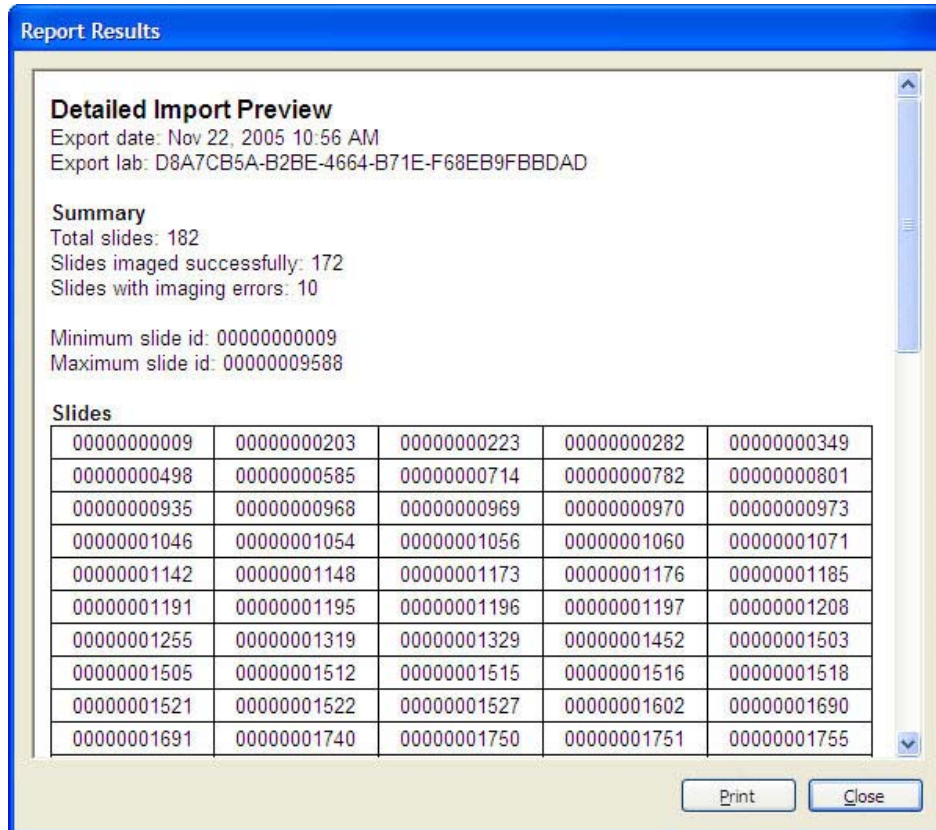 Report Results
Detailed Import Preview
Export date: Nov 22, 2005 10:56 AM
Export lab: D8A7CB5A-B2BE-4664-B71E-F68EB9FBBDAD
Summary
Total slides: 182
Slides imaged successfully: 172
Slides with imaging errors: 10
Minimum slide id: 00000000009
Maximum slide id: 00000009588
Slides
00000000009 00000000203 00000000223 00000000282 00000000349
00000000498 00000000585 00000000714 00000000782 00000000801
00000000935 00000000968 00000000969 00000000970 00000000973
00000001046 00000001054 00000001056 00000001060 00000001071
00000001142 00000001148 00000001173 00000001176 00000001185
00000001191 00000001195 00000001196 00000001197 00000001208
00000001255 00000001319 00000001329 00000001452 00000001503
00000001505 00000001512 00000001515 00000001516 00000001518
00000001521 00000001522 00000001527 00000001602 00000001690
00000001691 00000001740 00000001750 00000001751 00000001755
Print Close